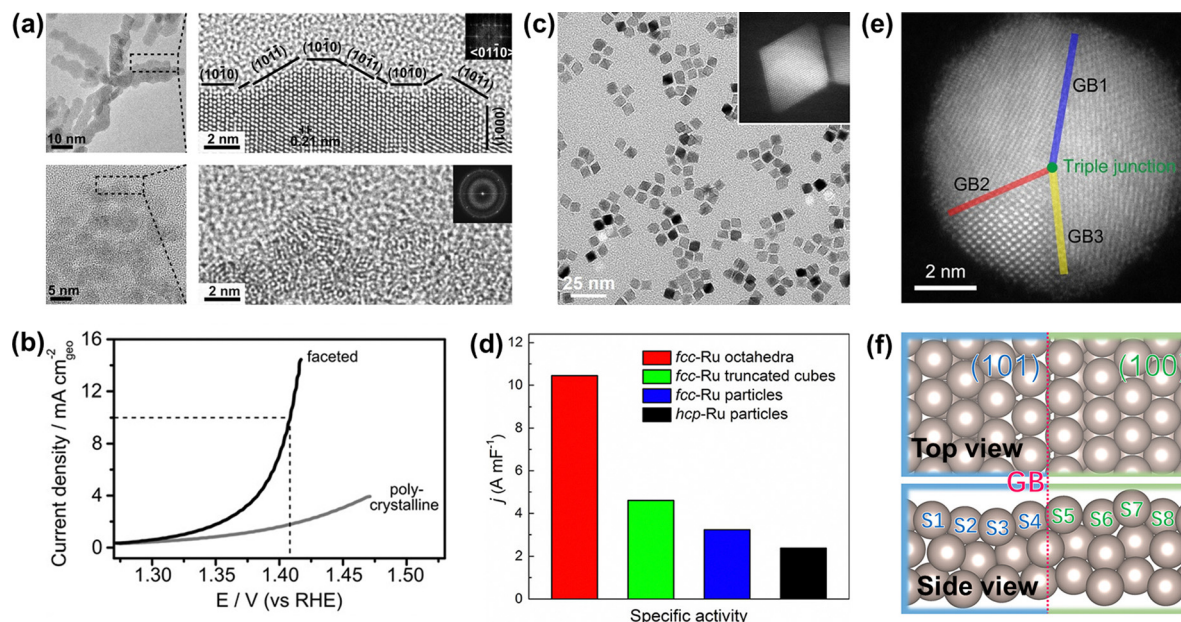 (a)
10 nm
(101̄0)
(101̄1)
(101̄0)
(101̄1)
(101̄0)
(101̄1)
<011̄0>
0.21 nm
2 nm
5 nm
2 nm
(b)
Current density / mA cm⁻²geo
16
12
8
4
0
faceted
poly-
crystalline
1.30
1.35
1.40
1.45
1.50
E / V (vs RHE)
(c)
25 nm
(d)
j (A mF⁻¹)
12
10
8
6
4
2
0
fcc-Ru octahedra
fcc-Ru truncated cubes
fcc-Ru particles
hcp-Ru particles
Specific activity
(e)
GB1
Triple junction
GB2
GB3
2 nm
(f)
(101)
(100
Top view
GB
S1 S2 S3 S4 S5 S6 S7 S8
Side view